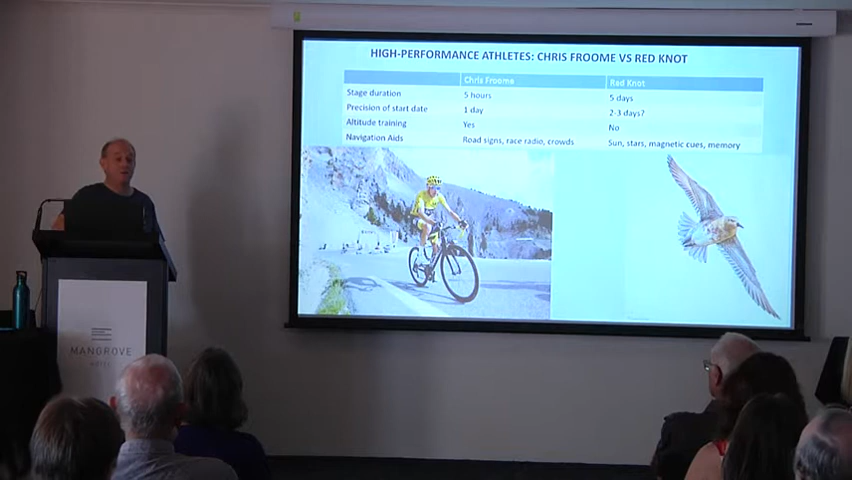 HIGH-PERFORMANCE ATHLETES: CHRIS FROOME VS RED KNOT
Chris Froome Red Knot
Stage duration 5 hours 5 days
Precision of start date 1 day 2-3 days?
Altitude training Yes No
Navigation Aids Road signs, race radio, crowds Sun, stars, magnetic cues, memory
MANGROVE
HOTEL